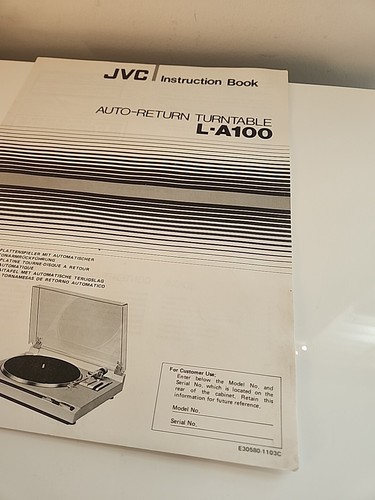 JVC Instruction Book
AUTO-RETURN TURNTABLE
L-A100
PLATTENSPIELER MIT AUTOMATISCHER
TONARMRÜCKFÜHRUNG
PLATINE TOURNE-DISQUE A RETOUR
AUTOMATIQUE
MET AUTOMATISCHE TERUGSLAG
TORNAMESAS DE RETORNO AUTOMATICO
For Customer Use:
Enter below the Model No. and
Serial No. which is located on the
rear of the cabinet. Retain this
information for future reference.
Model No.
Serial No.
E30580-1103C